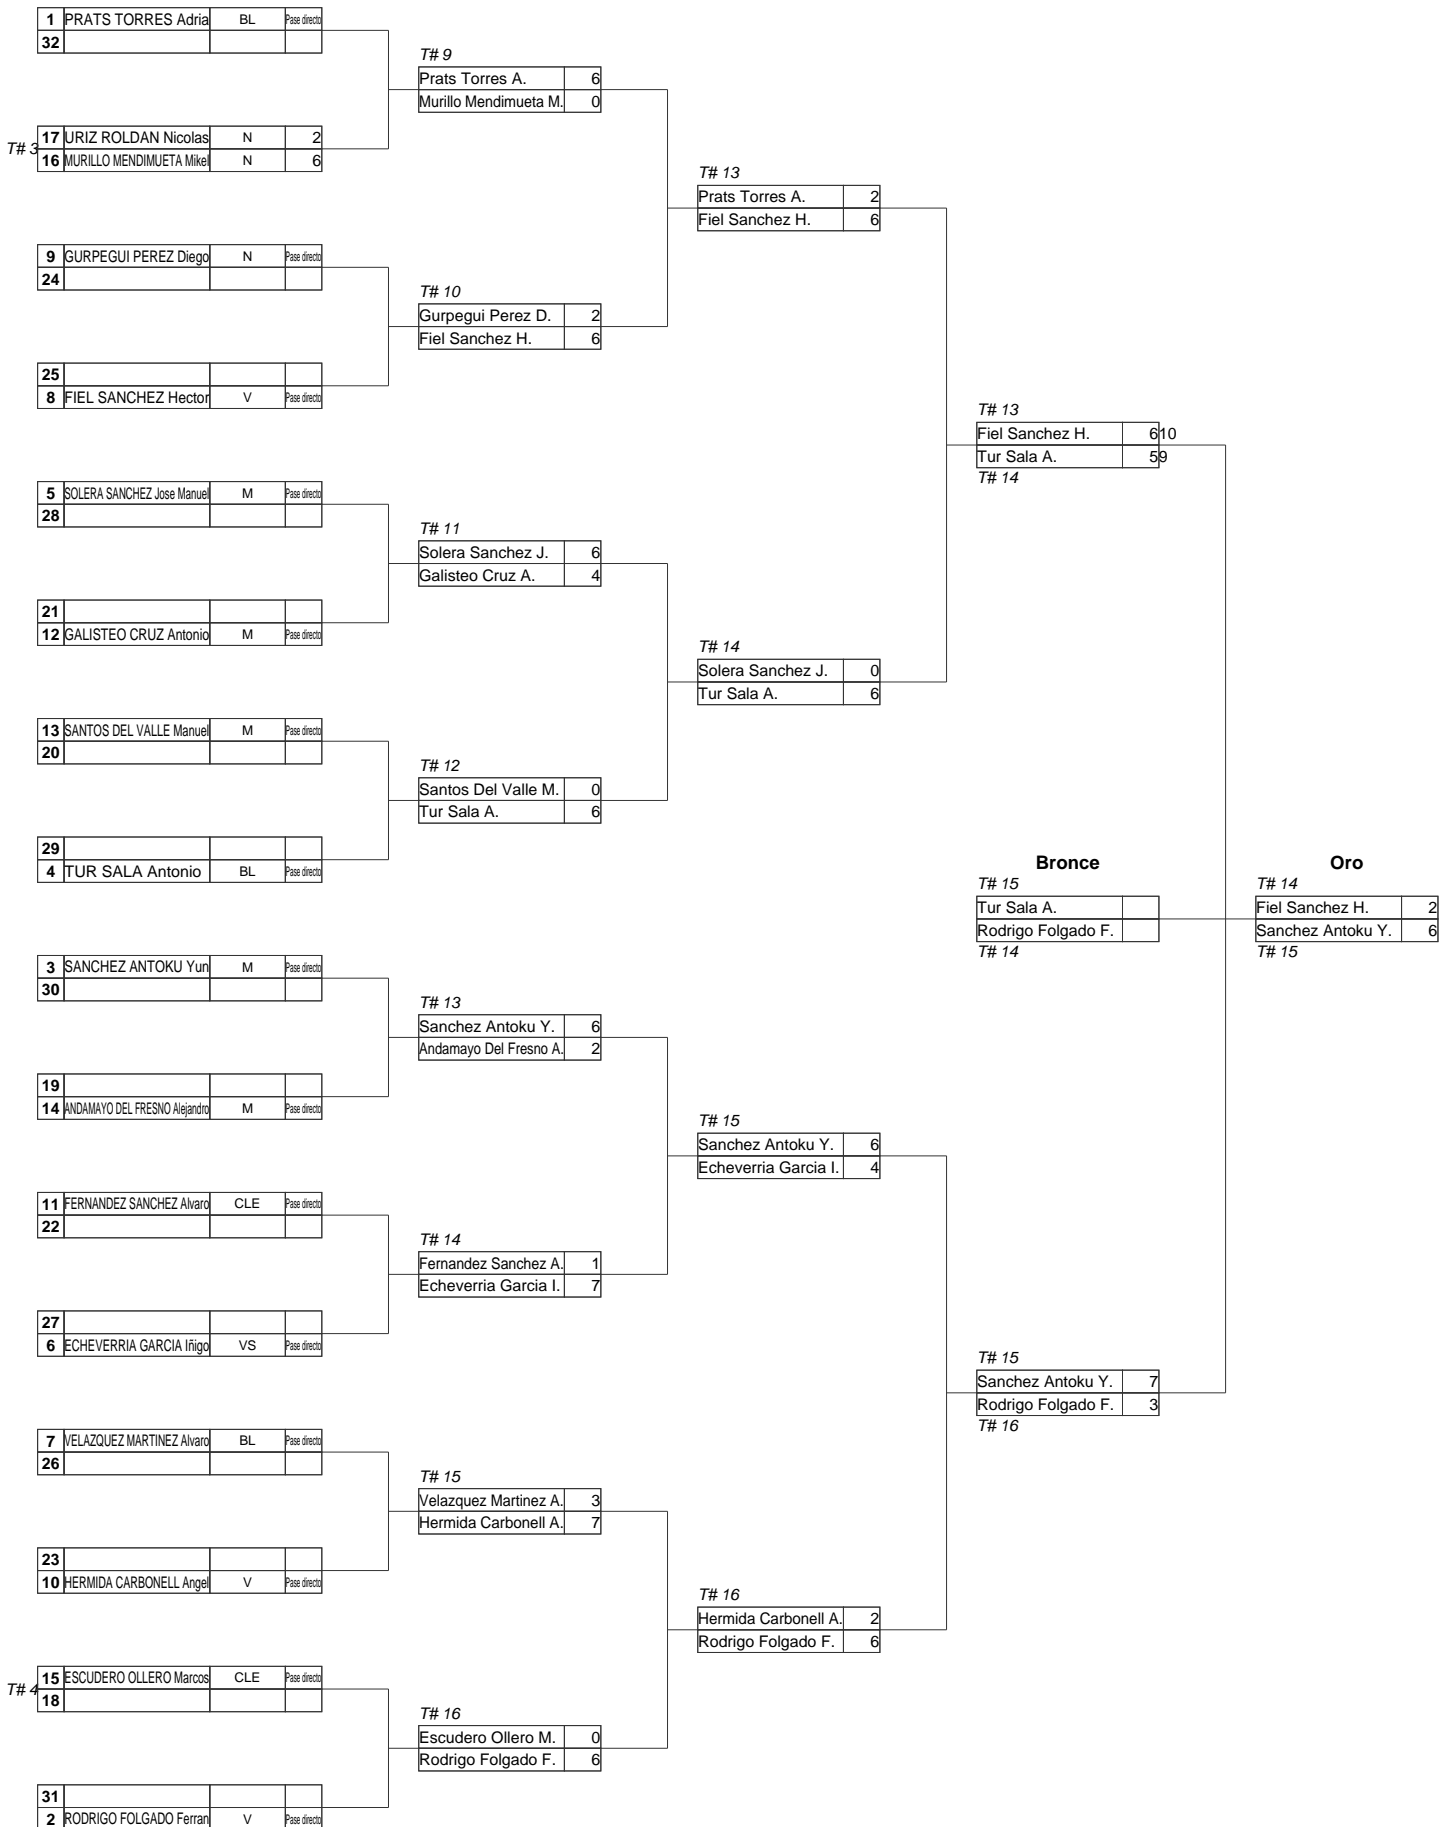 1 PRATS TORRES Adria BL Pase directo
32
T# 9
Prats Torres A. 6
Murillo Mendimueta M. 0
T# 3
17 URIZ ROLDAN Nicolas N 2
16 MURILLO MENDIMUETA Mikel N 6
T# 13
Prats Torres A. 2
Fiel Sanchez H. 6
9 GURPEGUI PEREZ Diego N Pase directo
24
T# 10
Gurpegui Perez D. 2
Fiel Sanchez H. 6
25
8 FIEL SANCHEZ Hector V Pase directo
T# 13
Fiel Sanchez H. 610
Tur Sala A. 59
T# 14
5 SOLERA SANCHEZ Jose Manuel M Pase directo
28
T# 11
Solera Sanchez J. 6
Galisteo Cruz A. 4
21
12 GALISTEO CRUZ Antonio M Pase directo
T# 14
Solera Sanchez J. 0
Tur Sala A. 6
13 SANTOS DEL VALLE Manuel M Pase directo
20
T# 12
Santos Del Valle M. 0
Tur Sala A. 6
29
4 TUR SALA Antonio BL Pase directo
Bronce
T# 15
Tur Sala A.
Rodrigo Folgado F.
T# 14
Oro
T# 14
Fiel Sanchez H. 2
Sanchez Antoku Y. 6
T# 15
3 SANCHEZ ANTOKU Yun M Pase directo
30
T# 13
Sanchez Antoku Y. 6
Andamayo Del Fresno A. 2
19
14 ANDAMAYO DEL FRESNO Alejandro M Pase directo
T# 15
Sanchez Antoku Y. 6
Echeverria Garcia I. 4
11 FERNANDEZ SANCHEZ Alvaro CLE Pase directo
22
T# 14
Fernandez Sanchez A. 1
Echeverria Garcia I. 7
27
6 ECHEVERRIA GARCIA Iñigo VS Pase directo
T# 15
Sanchez Antoku Y. 7
Rodrigo Folgado F. 3
T# 16
7 VELAZQUEZ MARTINEZ Alvaro BL Pase directo
26
T# 15
Velazquez Martinez A. 3
Hermida Carbonell A. 7
23
10 HERMIDA CARBONELL Angel V Pase directo
T# 16
Hermida Carbonell A. 2
Rodrigo Folgado F. 6
T# 4
15 ESCUDERO OLLERO Marcos CLE Pase directo
18
T# 16
Escudero Ollero M. 0
Rodrigo Folgado F. 6
31
2 RODRIGO FOLGADO Ferran V Pase directo